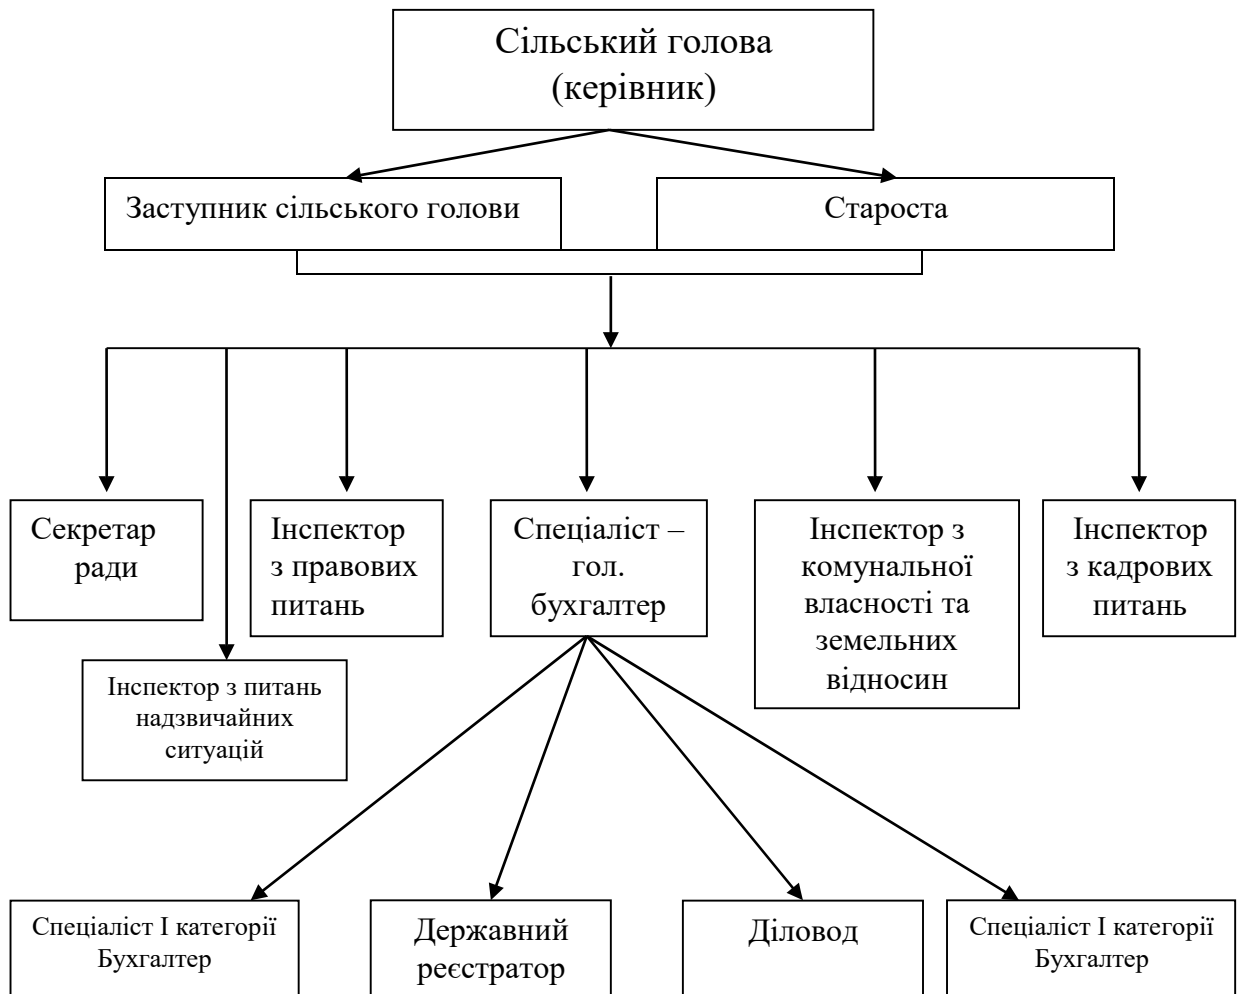 Сільський голова
(керівник)
Заступник сільського голови
Староста
Секретар
ради
Інспектор
з правових
питань
Спеціаліст –
гол.
бухгалтер
Інспектор з
комунальної
власності та
земельних
відносин
Інспектор
з кадрових
питань
Інспектор з питань
надзвичайних
ситуацій
Спеціаліст І категорії
Бухгалтер
Державний
реєстратор
Діловод
Спеціаліст І категорії
Бухгалтер